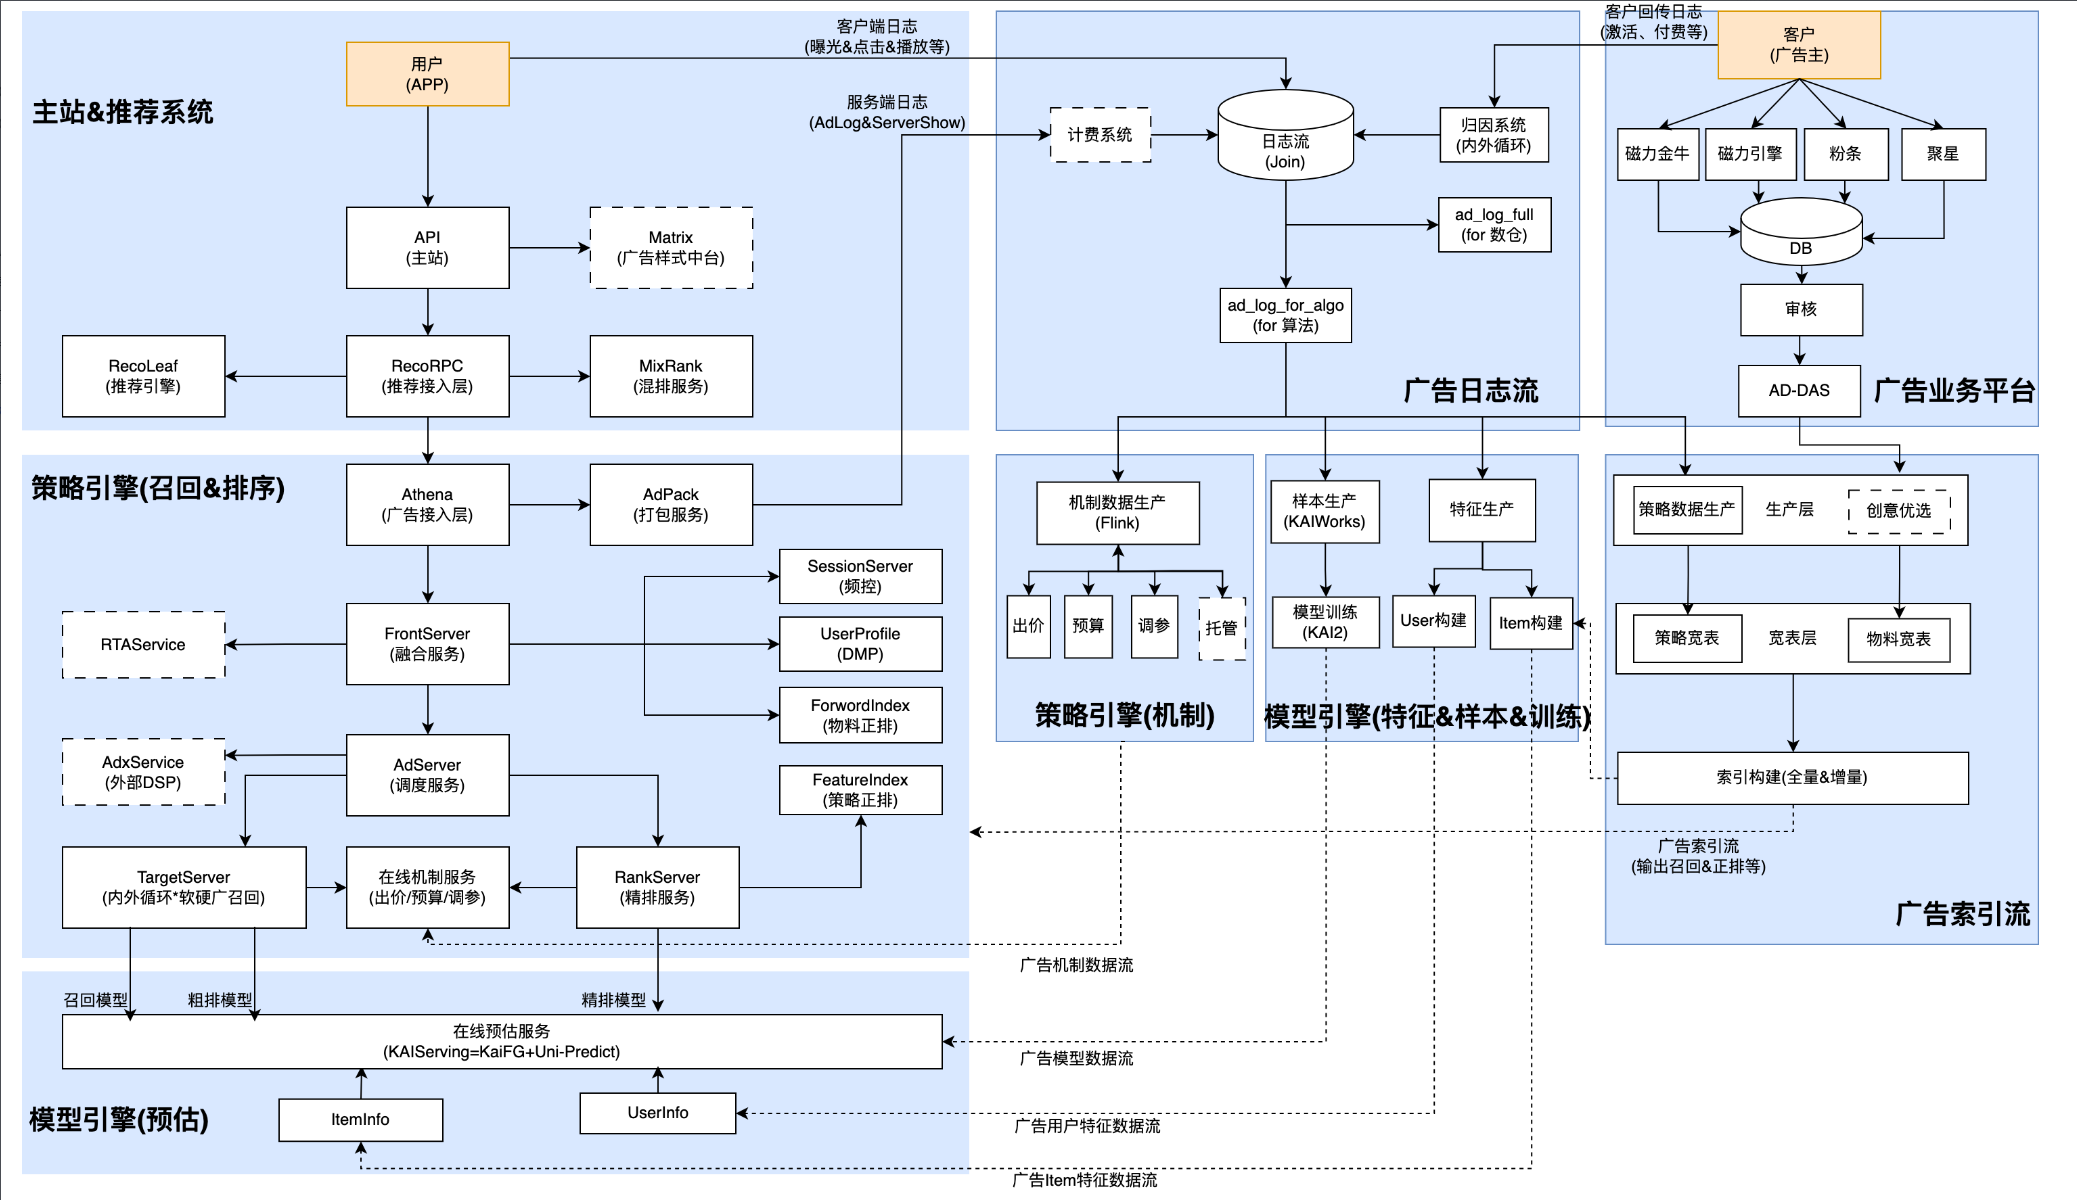 主站&推荐系统
用户
(APP)
客户端日志
(曝光&点击&播放等)
服务端日志
(AdLog&ServerShow)
API
(主站)
Matrix
(广告样式中台)
RecoLeaf
(推荐引擎)
RecoRPC
(推荐接入层)
MixRank
(混排服务)
计费系统
日志流
(Join)
归因系统
(内外循环)
ad_log_full
(for 数仓)
ad_log_for_algo
(for 算法)
广告日志流
客户回传日志
(激活、付费等)
客户
(广告主)
磁力金牛
磁力引擎
粉条
聚星
DB
审核
AD-DAS
广告业务平台
策略引擎(召回&排序)
Athena
(广告接入层)
AdPack
(打包服务)
SessionServer
(频控)
RTAService
FrontServer
(融合服务)
UserProfile
(DMP)
ForwordIndex
(物料正排)
AdxService
(外部DSP)
AdServer
(调度服务)
FeatureIndex
(策略正排)
TargetServer
(内外循环*软硬广召回)
在线机制服务
(出价/预算/调参)
RankServer
(精排服务)
机制数据生产
(Flink)
出价
预算
调参
托管
策略引擎(机制)
样本生产
(KAIWorks)
特征生产
模型训练
(KAI2)
User构建
Item构建
模型引擎(特征&样本&训练)
策略数据生产
生产层
创意优选
策略宽表
宽表层
物料宽表
索引构建(全量&增量)
广告索引流
(输出召回&正排等)
广告索引流
广告机制数据流
召回模型
粗排模型
精排模型
在线预估服务
(KAIServing=KaiFG+Uni-Predict)
广告模型数据流
模型引擎(预估)
ItemInfo
UserInfo
广告用户特征数据流
广告Item特征数据流